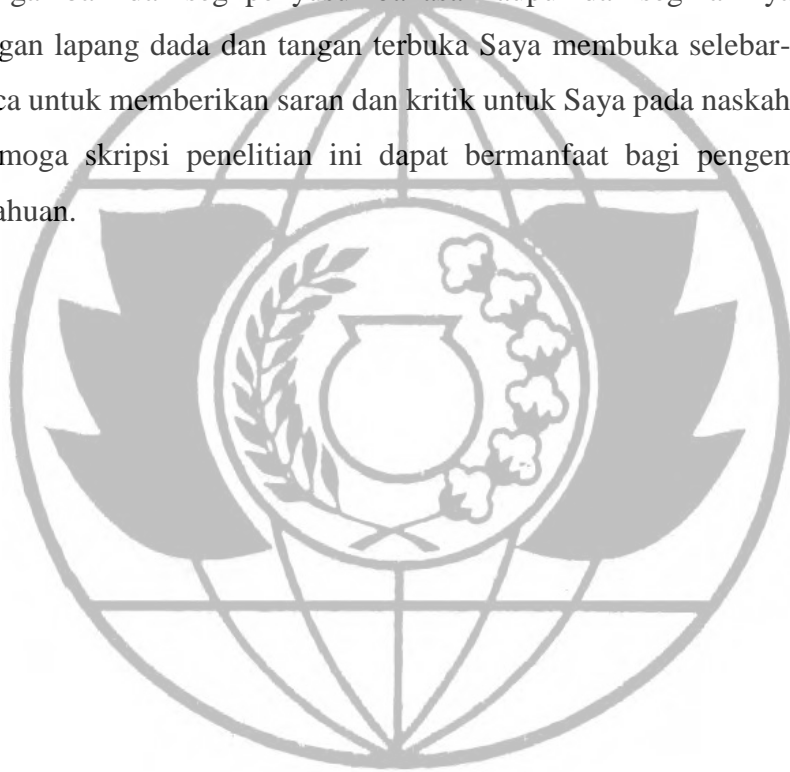 dan
gan lapang dada dan tangan terbuka Saya membuka selebar-
ca untuk memberikan saran dan kritik untuk Saya pada naskah
moga skripsi penelitian ini dapat bermanfaat bagi pengem
ahuan.